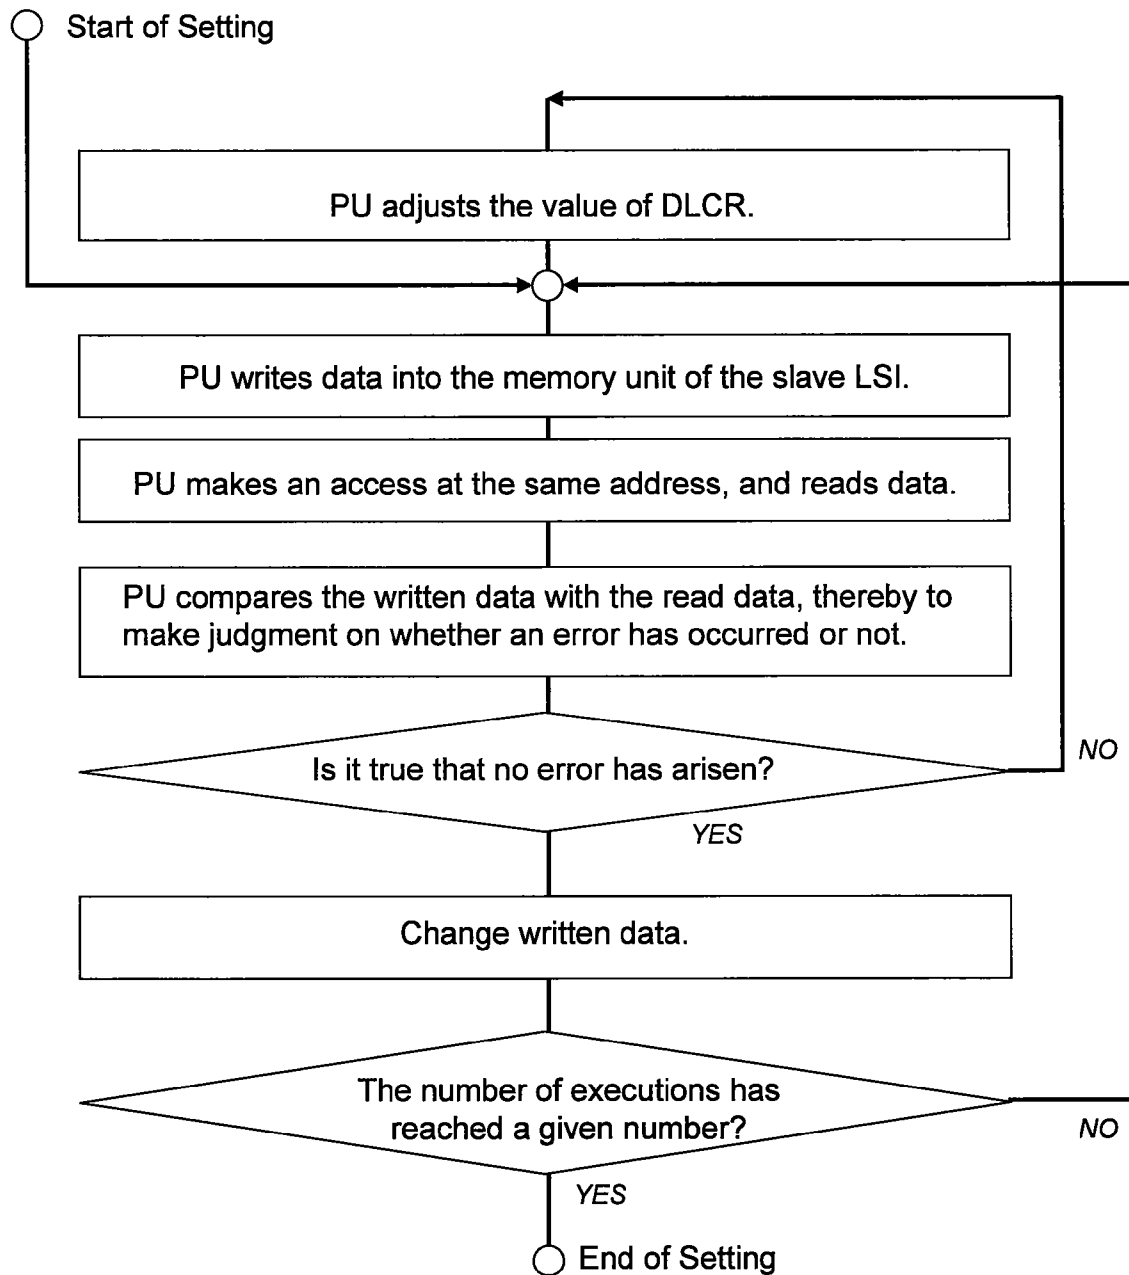 Start of Setting
PU adjusts the value of DLCR.
PU writes data into the memory unit of the slave LSI.
PU makes an access at the same address, and reads data.
PU compares the written data with the read data, thereby to
make judgment on whether an error has occurred or not.
Is it true that no error has arisen?
NO
YES
Change written data.
The number of executions has
reached a given number?
NO
YES
End of Setting